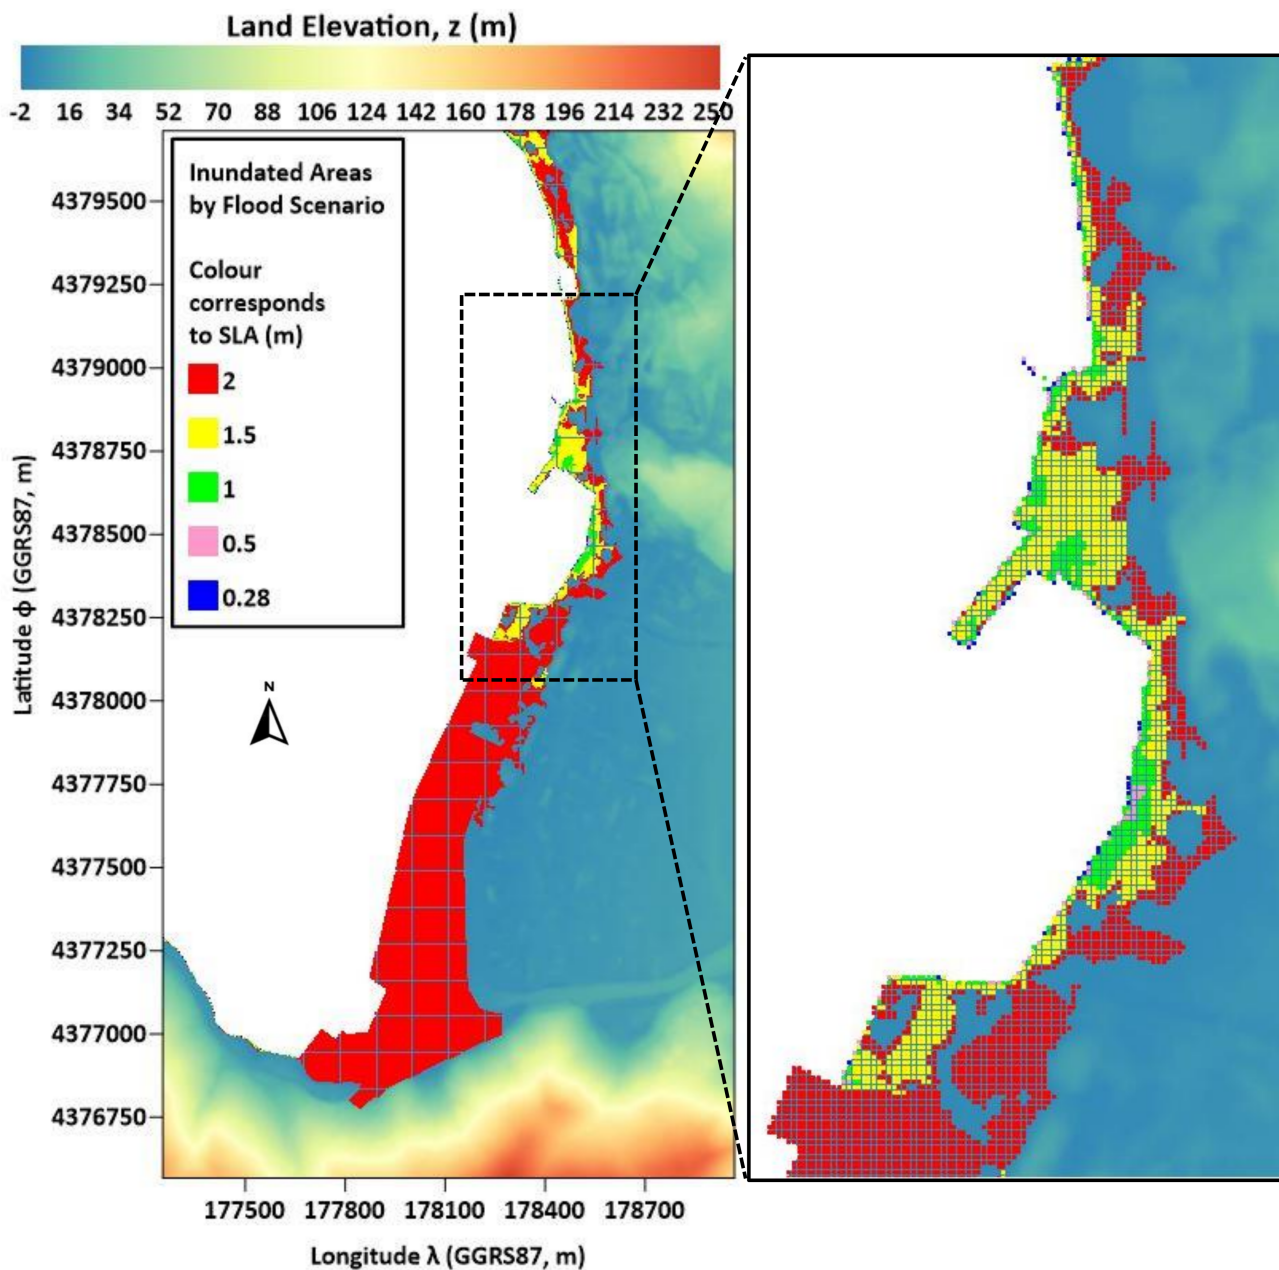 Land Elevation, z (m)
-2 16 34 52 70 88 106 124 142 160 178 196 214 232 250
Inundated Areas
by Flood Scenario
Colour
corresponds
to SLA (m)
2
1.5
1
0.5
0.28
N
Latitude ϕ (GGRS87, m)
4379500
4379250
4379000
4378750
4378500
4378250
4378000
4377750
4377500
4377250
4377000
4376750
177500 177800 178100 178400 178700
Longitude λ (GGRS87, m)